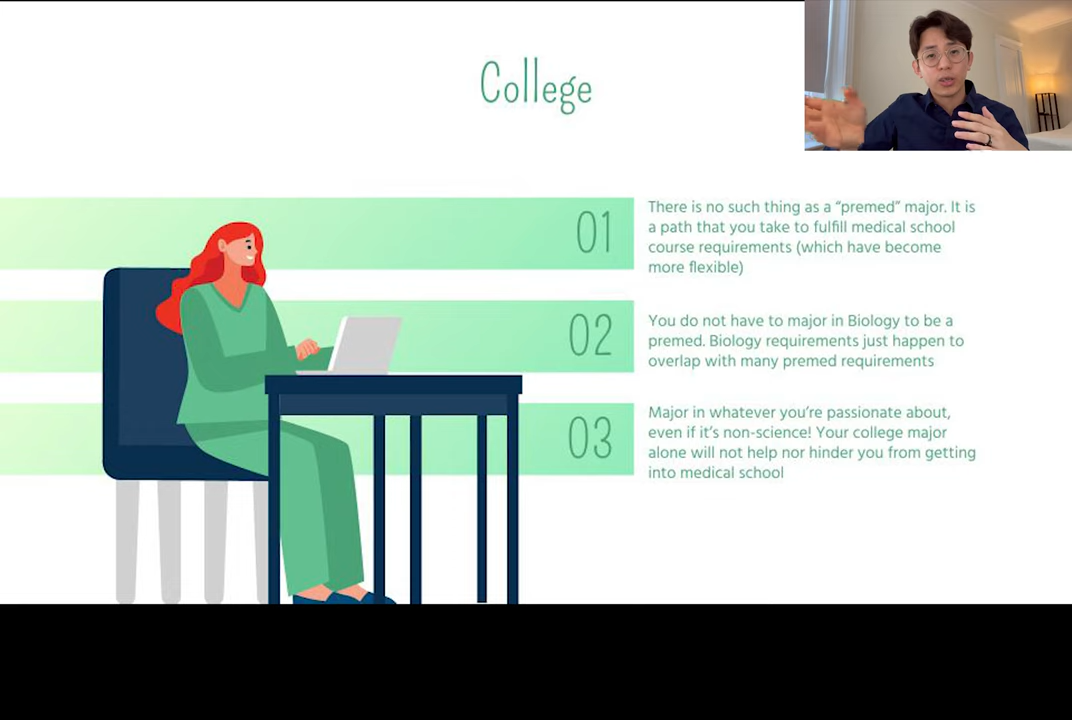 College
01
There is no such thing as a “premed” major. It is
a path that you take to fulfill medical school
course requirements (which have become
more flexible)
02
You do not have to major in Biology to be a
premed. Biology requirements just happen to
overlap with many premed requirements
03
Major in whatever you’re passionate about,
even if it’s non-science! Your college major
alone will not help nor hinder you from getting
into medical school